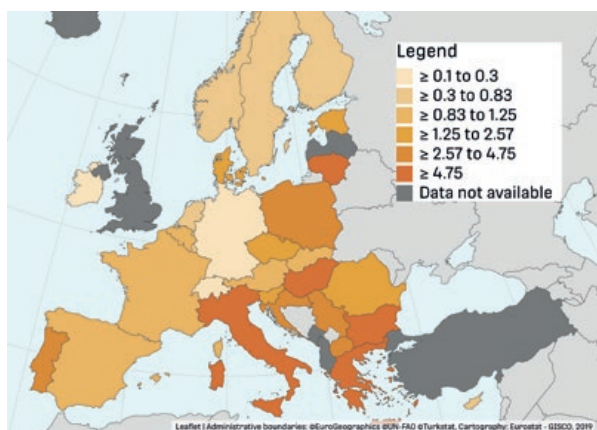 Legend
≥ 0.1 to 0.3
≥ 0.3 to 0.83
≥ 0.83 to 1.25
≥ 1.25 to 2.57
≥ 2.57 to 4.75
≥ 4.75
Data not available
Leaflet | Administrative boundaries: ©EuroGeographics ©UN-FAO ©Turkstat, Cartography: Eurostat - GISCO, 2019